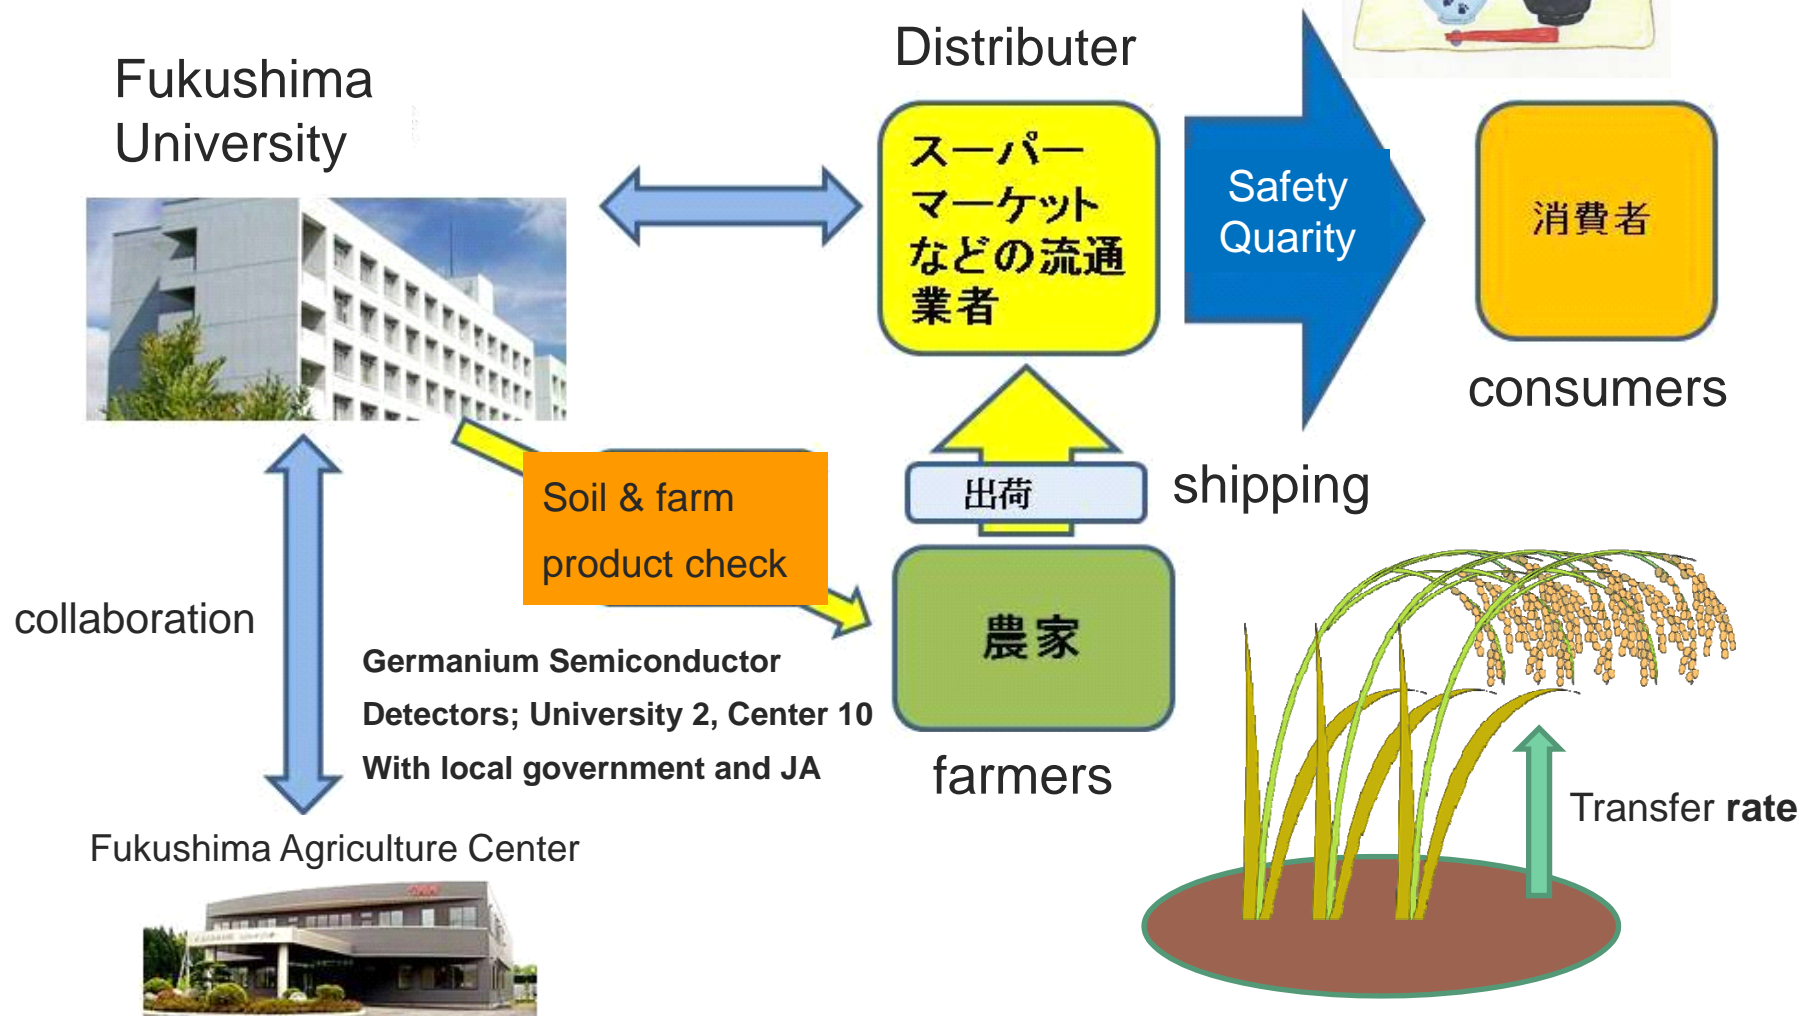 Fukushima
University
Distributer
スーパー
マーケット
などの流通
業者
Safety
Quarity
消費者
consumers
出荷
shipping
Soil & farm
product check
農家
farmers
collaboration
Germanium Semiconductor
Detectors; University 2, Center 10
With local government and JA
Fukushima Agriculture Center
Transfer rate